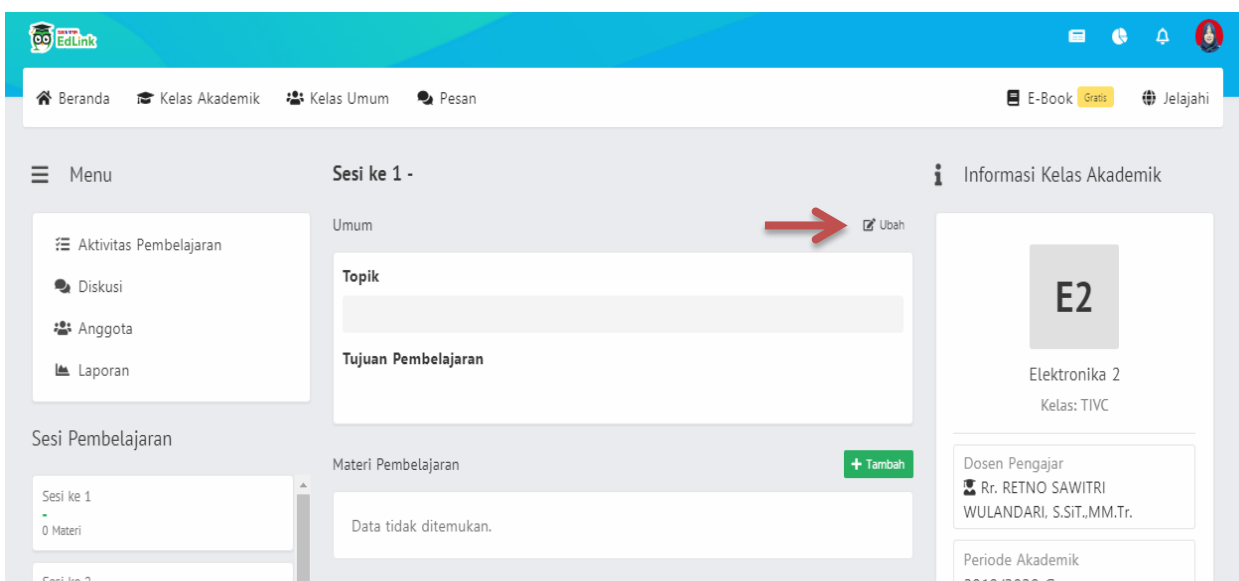 EdLink
Beranda
Kelas Akademik
Kelas Umum
Pesan
E-Book Gratis
Jelajahi
Menu
Aktivitas Pembelajaran
Diskusi
Anggota
Laporan
Sesi Pembelajaran
Sesi ke 1
-
0 Materi
Sesi ke 1 -
Umum
Ubah
Topik
Tujuan Pembelajaran
Materi Pembelajaran
+ Tambah
Data tidak ditemukan.
Informasi Kelas Akademik
E2
Elektronika 2
Kelas: TIVC
Dosen Pengajar
Rr. RETNO SAWITRI
WULANDARI, S.SiT.,MM.Tr.
Periode Akademik